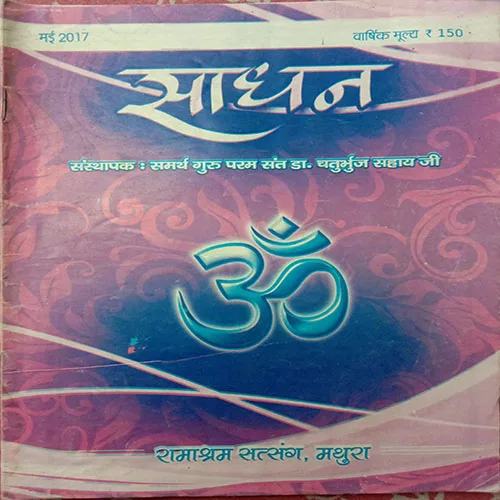 मई 2017 वार्षिक मूल्य ₹ 150
साधन
संस्थापक : समर्थ गुरु परम संत डा. चतुर्भुज सहाय जी
ॐ
रामाश्रम सत्संग, मथुरा